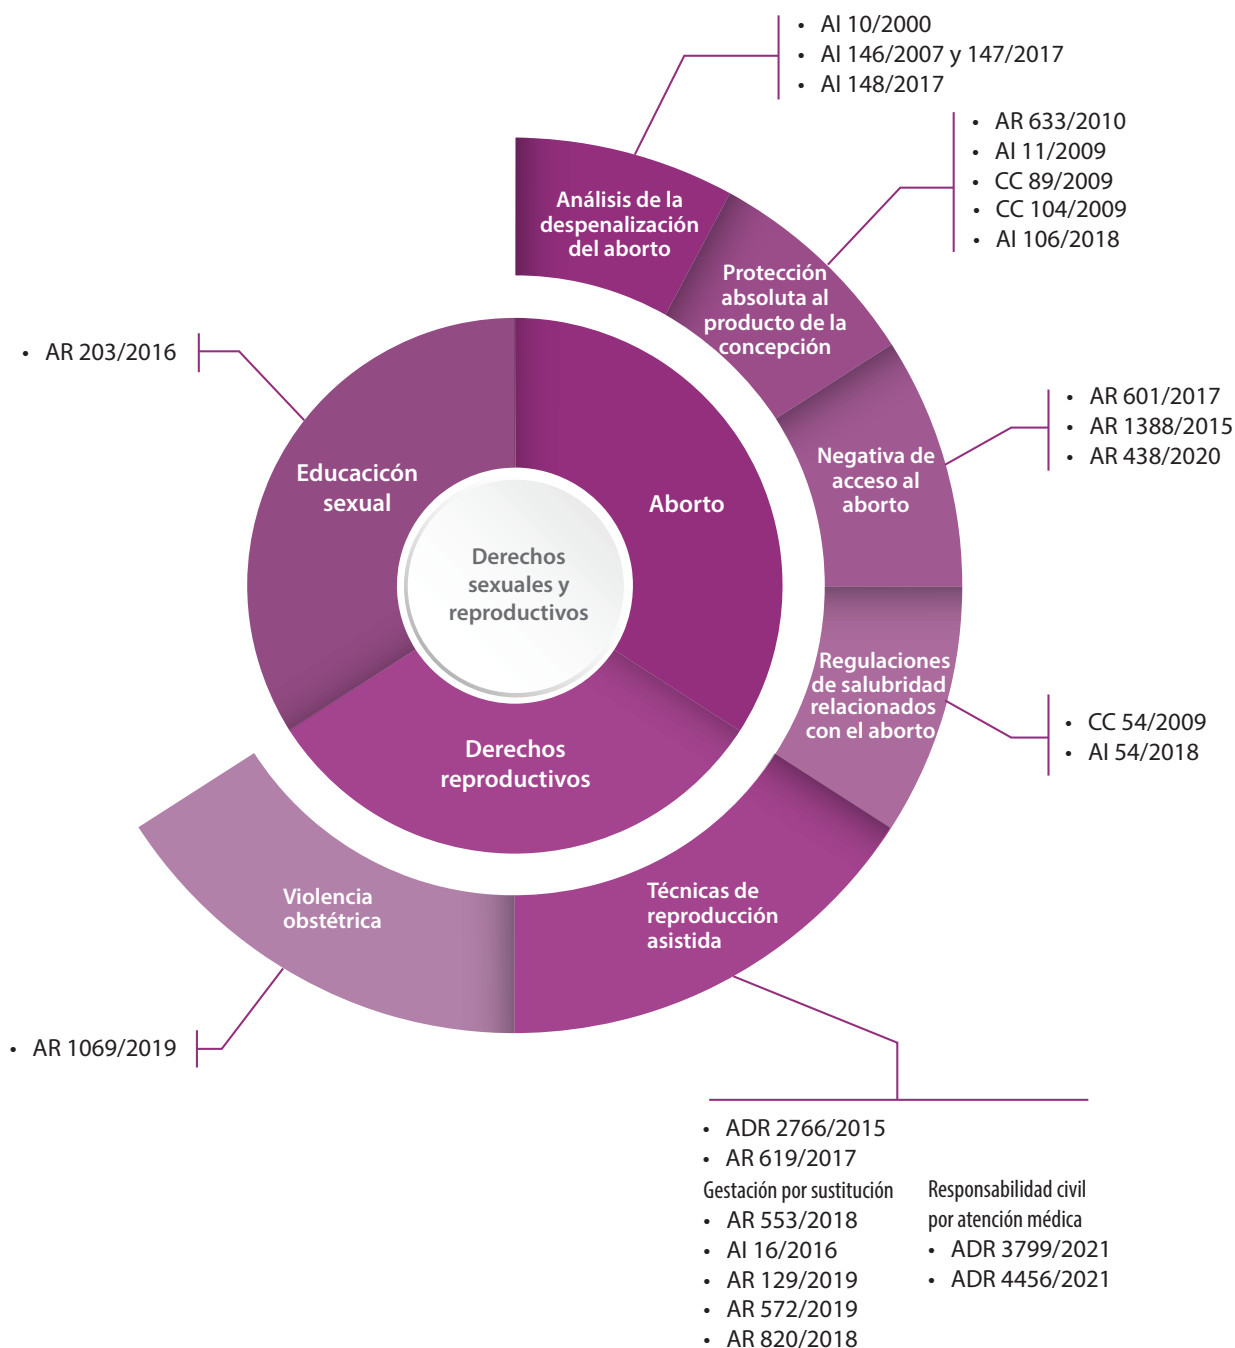 • AI 10/2000
• AI 146/2007 y 147/2017
• AI 148/2017
• AR 633/2010
• AI 11/2009
• CC 89/2009
• CC 104/2009
• AI 106/2018
Análisis de la
despenalización
del aborto
Protección
absoluta al
producto de la
concepción
• AR 203/2016
• AR 601/2017
• AR 1388/2015
• AR 438/2020
Negativa de
acceso al
aborto
Educacicón
sexual
Aborto
Derechos
sexuales y
reproductivos
Regulaciones
de salubridad
relacionados
con el aborto
• CC 54/2009
• AI 54/2018
Derechos
reproductivos
Violencia
obstétrica
Técnicas de
reproducción
asistida
• AR 1069/2019
• ADR 2766/2015
• AR 619/2017
Gestación por sustitución
• AR 553/2018
• AI 16/2016
• AR 129/2019
• AR 572/2019
• AR 820/2018
Responsabilidad civil
por atención médica
• ADR 3799/2021
• ADR 4456/2021